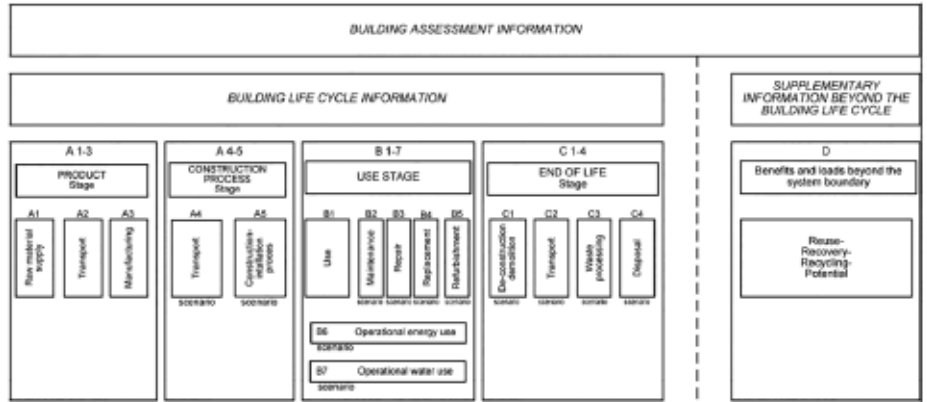 BUILDING ASSESSMENT INFORMATION
BUILDING LIFE CYCLE INFORMATION
SUPPLEMENTARY
INFORMATION BEYOND THE
BUILDING LIFE CYCLE
A 1-3
PRODUCT
Stage
A1
A2
A3
Raw material
supply
Transport
Manufacturing
A 4-5
CONSTRUCTION
PROCESS
Stage
A4
A5
Transport
Construction-
intallation
proces
scenario
scenario
B 1-7
USE STAGE
B1
B2
B3
B4
B5
Use
Maintenance
Repair
Replacement
Refurbishment
scenario
scenario
scenario
scenario
B6 Operational energy use
scenario
B7 Operational water use
scenario
C 1-4
END OF LIFE
Stage
C1
C2
C3
C4
De-construction
demolition
Transport
Waste
processing
Disposal
scenario
scenario
scenario
scenario
D
Benefits and loads beyond the
system boundary
Reuse-
Recovery-
Recycling-
Potential